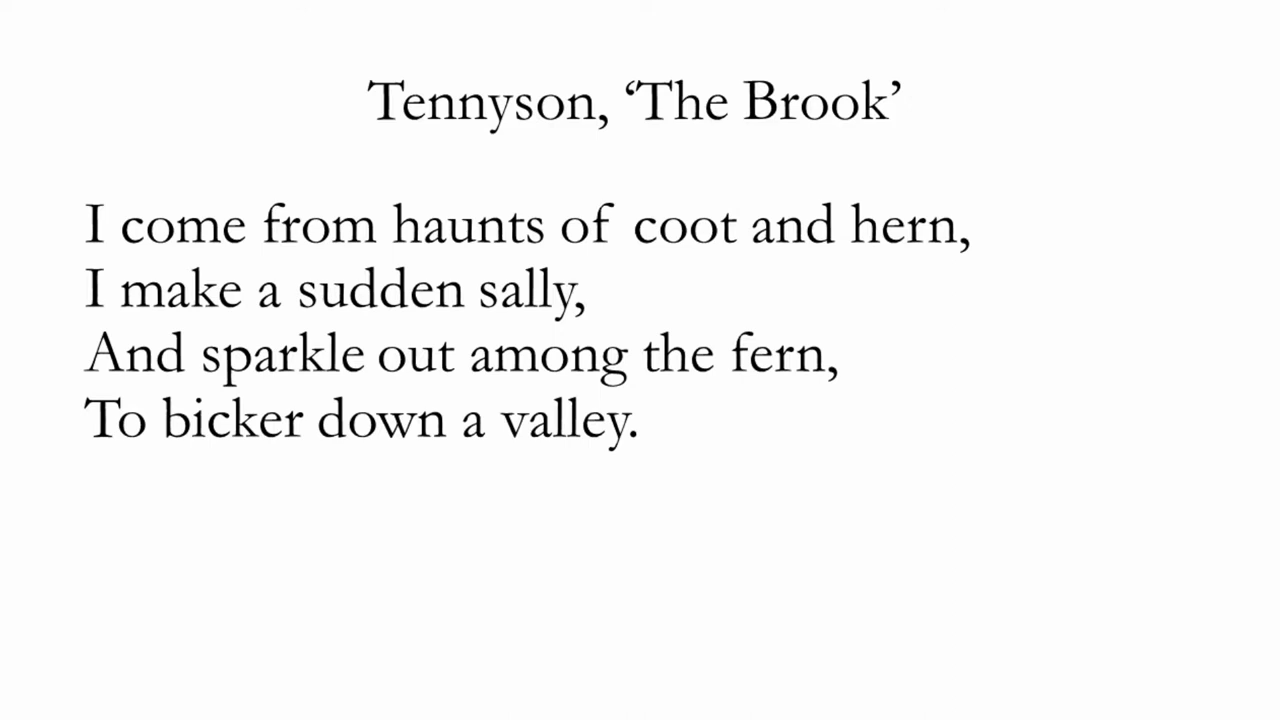 Tennyson, ‘The Brook’
I come from haunts of coot and hern,
I make a sudden sally,
And sparkle out among the fern,
To bicker down a valley.